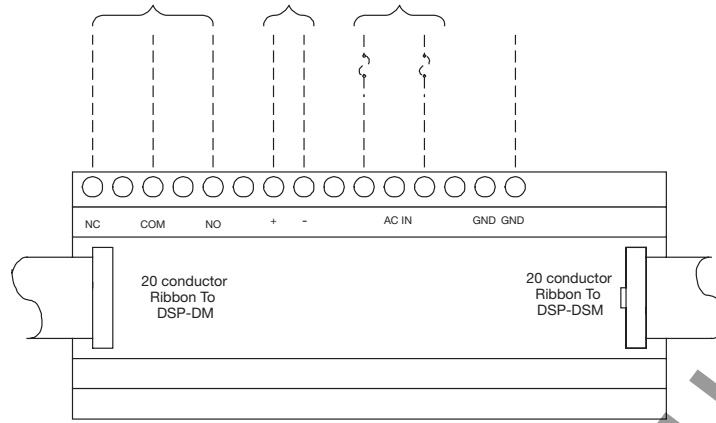 NC COM NO + - AC IN GND GND
20 conductor
Ribbon To
DSP-DM
20 conductor
Ribbon To
DSP-DSM